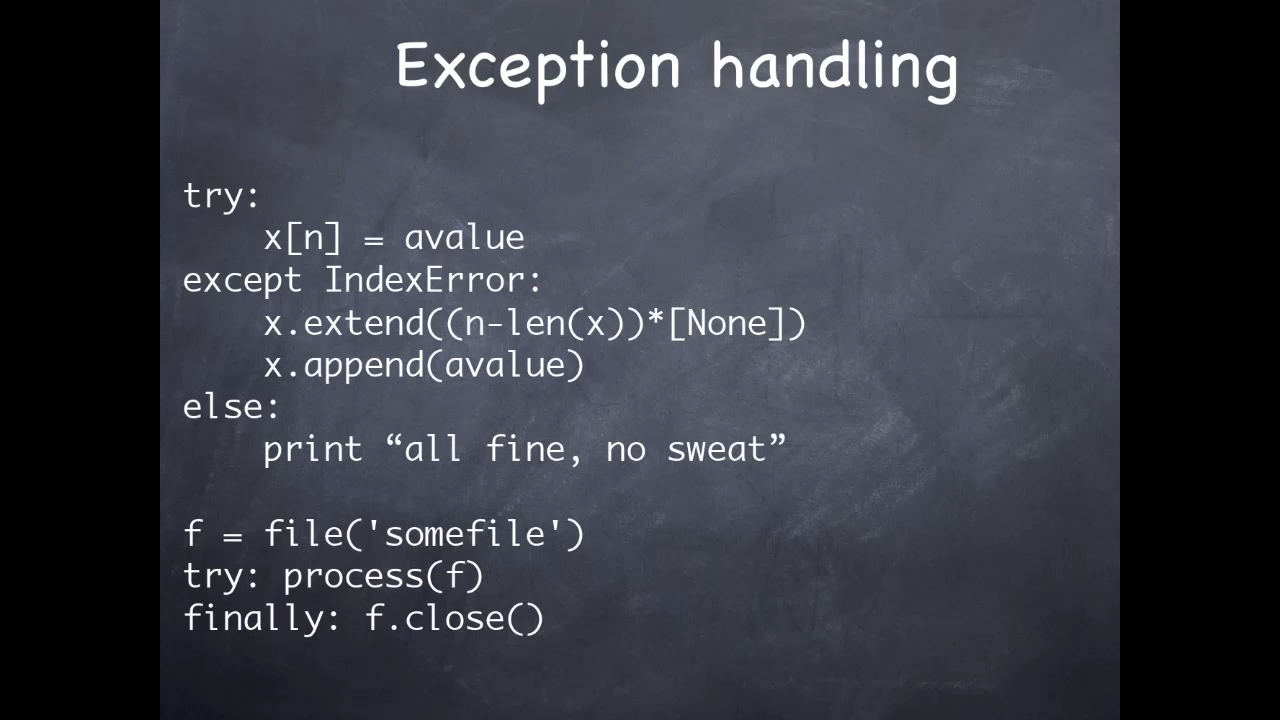 Exception handling
try:
    x[n] = avalue
except IndexError:
    x.extend((n-len(x))*[None])
    x.append(avalue)
else:
    print “all fine, no sweat”
f = file('somefile')
try: process(f)
finally: f.close()